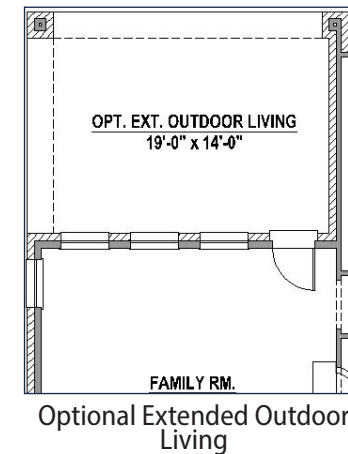 OPT. EXT. OUTDOOR LIVING
19'-0" x 14'-0"
FAMILY RM.
Optional Extended Outdoor
Living